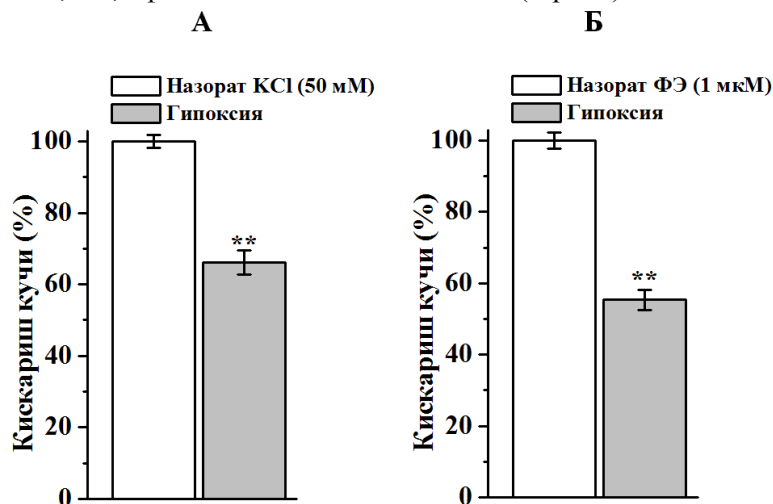 А
Б
Назорат KCl (50 мМ)
Гипоксия
Кискариш кучи (%)
100
80
60
40
20
0
**
Назорат ФЭ (1 мкМ)
Гипоксия
Кискариш кучи (%)
100
80
60
40
20
0
**